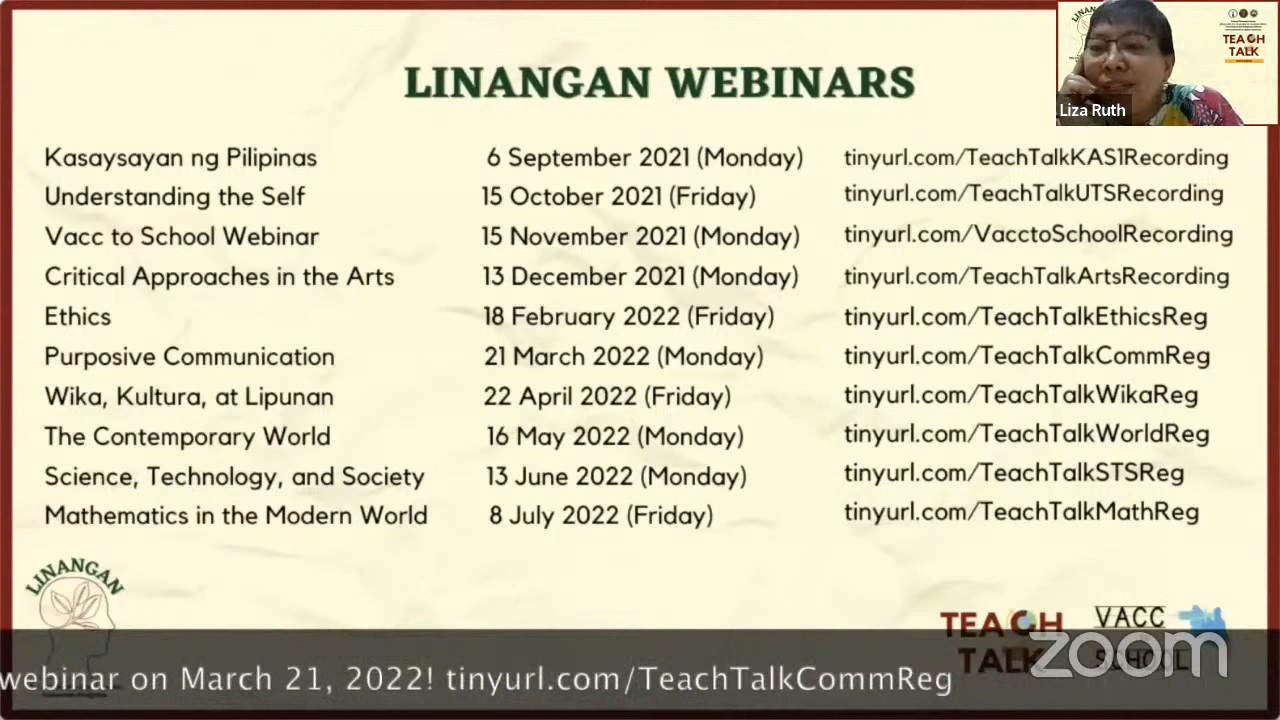 LINANGAN WEBINARS
TEACH
TALK
Liza Ruth
Kasaysayan ng Pilipinas 6 September 2021 (Monday) tinyurl.com/TeachTalkKAS1Recording
Understanding the Self 15 October 2021 (Friday) tinyurl.com/TeachTalkUTSRecording
Vacc to School Webinar 15 November 2021 (Monday) tinyurl.com/VacctoSchoolRecording
Critical Approaches in the Arts 13 December 2021 (Monday) tinyurl.com/TeachTalkArtsRecording
Ethics 18 February 2022 (Friday) tinyurl.com/TeachTalkEthicsReg
Purposive Communication 21 March 2022 (Monday) tinyurl.com/TeachTalkCommReg
Wika, Kultura, at Lipunan 22 April 2022 (Friday) tinyurl.com/TeachTalkWikaReg
The Contemporary World 16 May 2022 (Monday) tinyurl.com/TeachTalkWorldReg
Science, Technology, and Society 13 June 2022 (Monday) tinyurl.com/TeachTalkSTSReg
Mathematics in the Modern World 8 July 2022 (Friday) tinyurl.com/TeachTalkMathReg
LINANGAN
TEACH
TALK
VACC
SCHOOL
zoom
webinar on March 21, 2022! tinyurl.com/TeachTalkCommReg